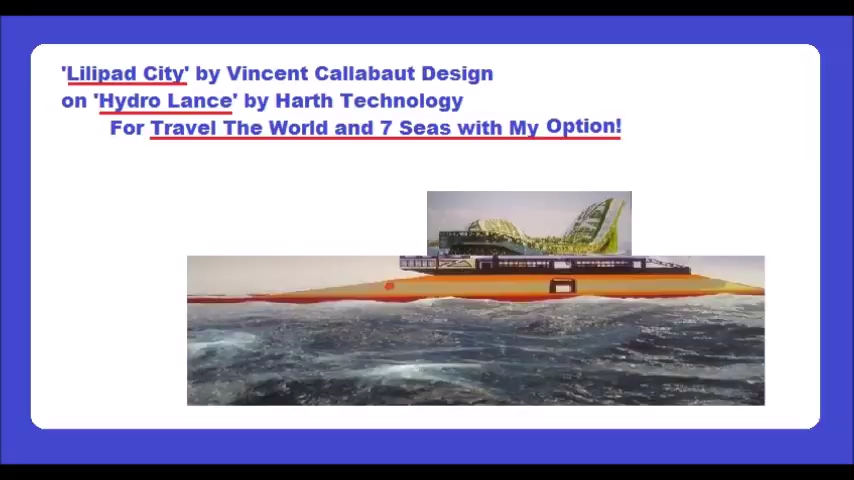 'Lilipad City' by Vincent Callabaut Design
on 'Hydro Lance' by Harth Technology
For Travel The World and 7 Seas with My Option!